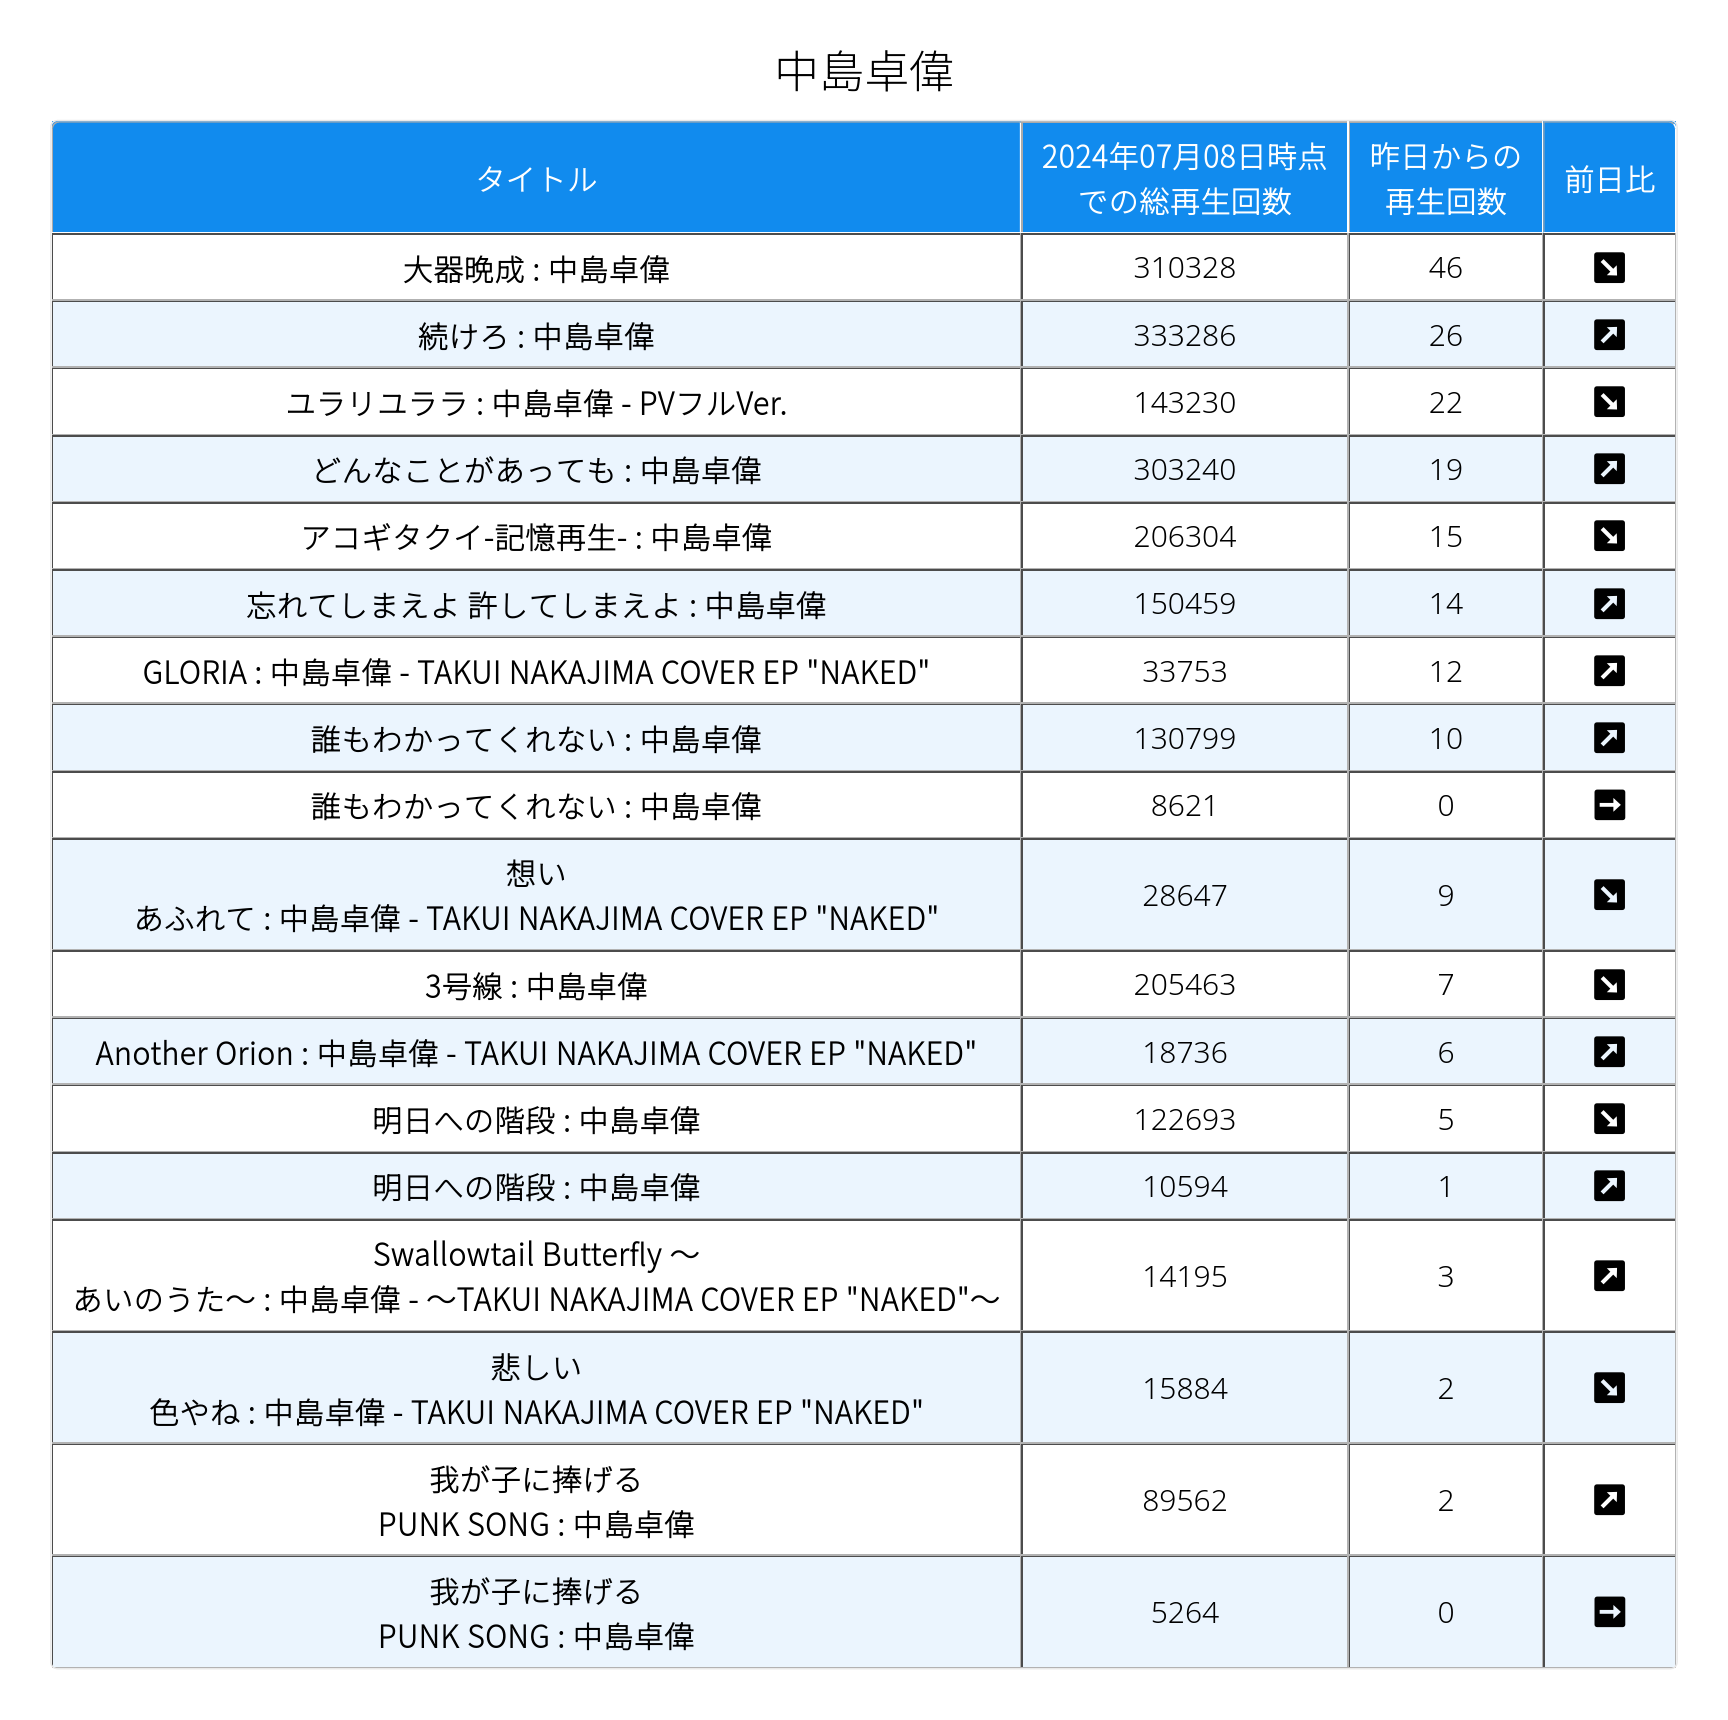 中島卓偉
タイトル
2024年07月08日時点
での総再生回数
昨日からの
再生回数
前日比
大器晩成 : 中島卓偉 310328 46
続けろ : 中島卓偉 333286 26
ユラリユララ : 中島卓偉 - PVフルVer. 143230 22
どんなことがあっても : 中島卓偉 303240 19
アコギタクイ-記憶再生- : 中島卓偉 206304 15
忘れてしまえよ 許してしまえよ : 中島卓偉 150459 14
GLORIA : 中島卓偉 - TAKUI NAKAJIMA COVER EP "NAKED" 33753 12
誰もわかってくれない : 中島卓偉 130799 10
誰もわかってくれない : 中島卓偉 8621 0
想い
あふれて : 中島卓偉 - TAKUI NAKAJIMA COVER EP "NAKED" 28647 9
3号線 : 中島卓偉 205463 7
Another Orion : 中島卓偉 - TAKUI NAKAJIMA COVER EP "NAKED" 18736 6
明日への階段 : 中島卓偉 122693 5
明日への階段 : 中島卓偉 10594 1
Swallowtail Butterfly 〜
あいのうた〜 : 中島卓偉 - 〜TAKUI NAKAJIMA COVER EP "NAKED"〜 14195 3
悲しい
色やね : 中島卓偉 - TAKUI NAKAJIMA COVER EP "NAKED" 15884 2
我が子に捧げる
PUNK SONG : 中島卓偉 89562 2
我が子に捧げる
PUNK SONG : 中島卓偉 5264 0